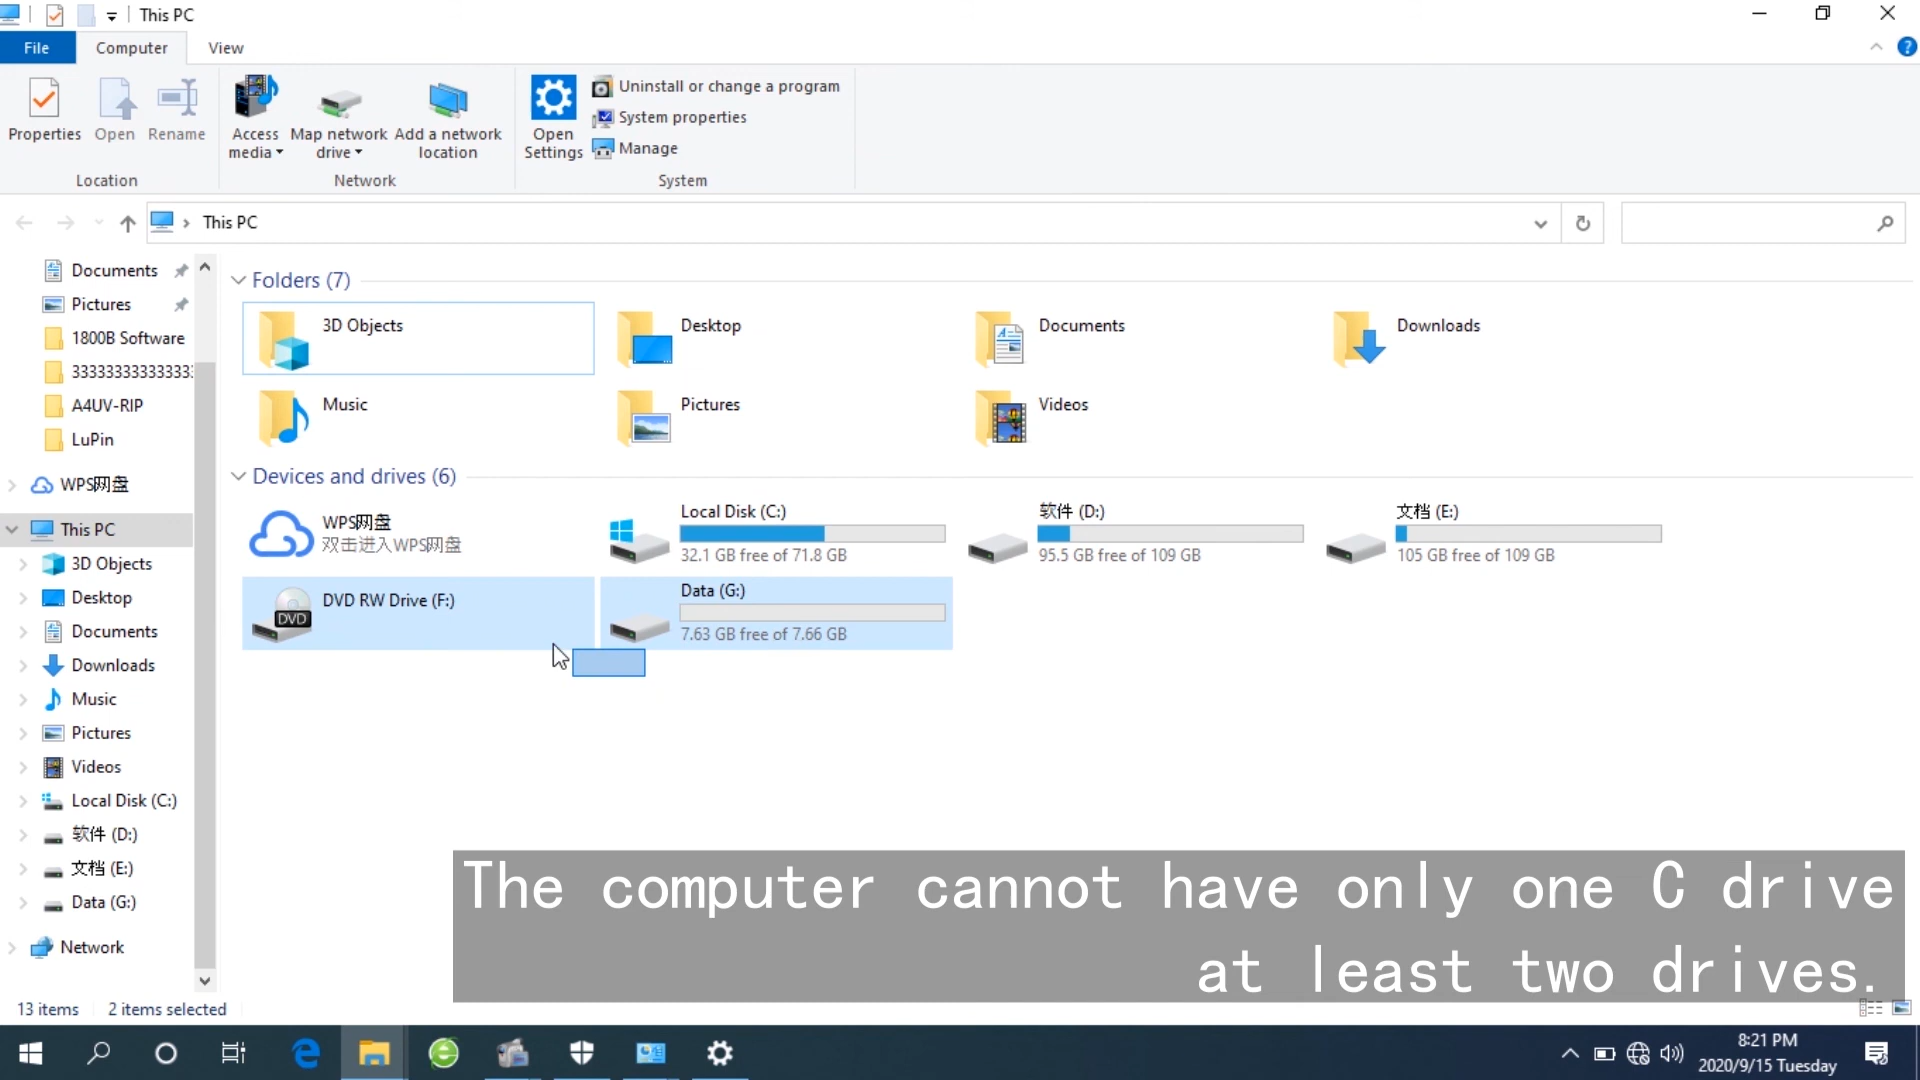 This PC
File
Computer
View
Properties
Open
Rename
Access media
Map network drive
Add a network location
Open Settings
Uninstall or change a program
System properties
Manage
Location
Network
System
This PC
Documents
Pictures
1800B Software
A4UV-RIP
LuPin
WPS网盘
This PC
3D Objects
Desktop
Documents
Downloads
Music
Pictures
Videos
Local Disk (C:)
软件 (D:)
文档 (E:)
Data (G:)
Network
Folders (7)
3D Objects
Desktop
Documents
Downloads
Music
Pictures
Videos
Devices and drives (6)
WPS网盘
双击进入WPS网盘
Local Disk (C:)
32.1 GB free of 71.8 GB
软件 (D:)
95.5 GB free of 109 GB
文档 (E:)
105 GB free of 109 GB
DVD
DVD RW Drive (F:)
Data (G:)
7.63 GB free of 7.66 GB
The computer cannot have only one C drive
at least two drives.
13 items
2 items selected
8:21 PM
2020/9/15 Tuesday